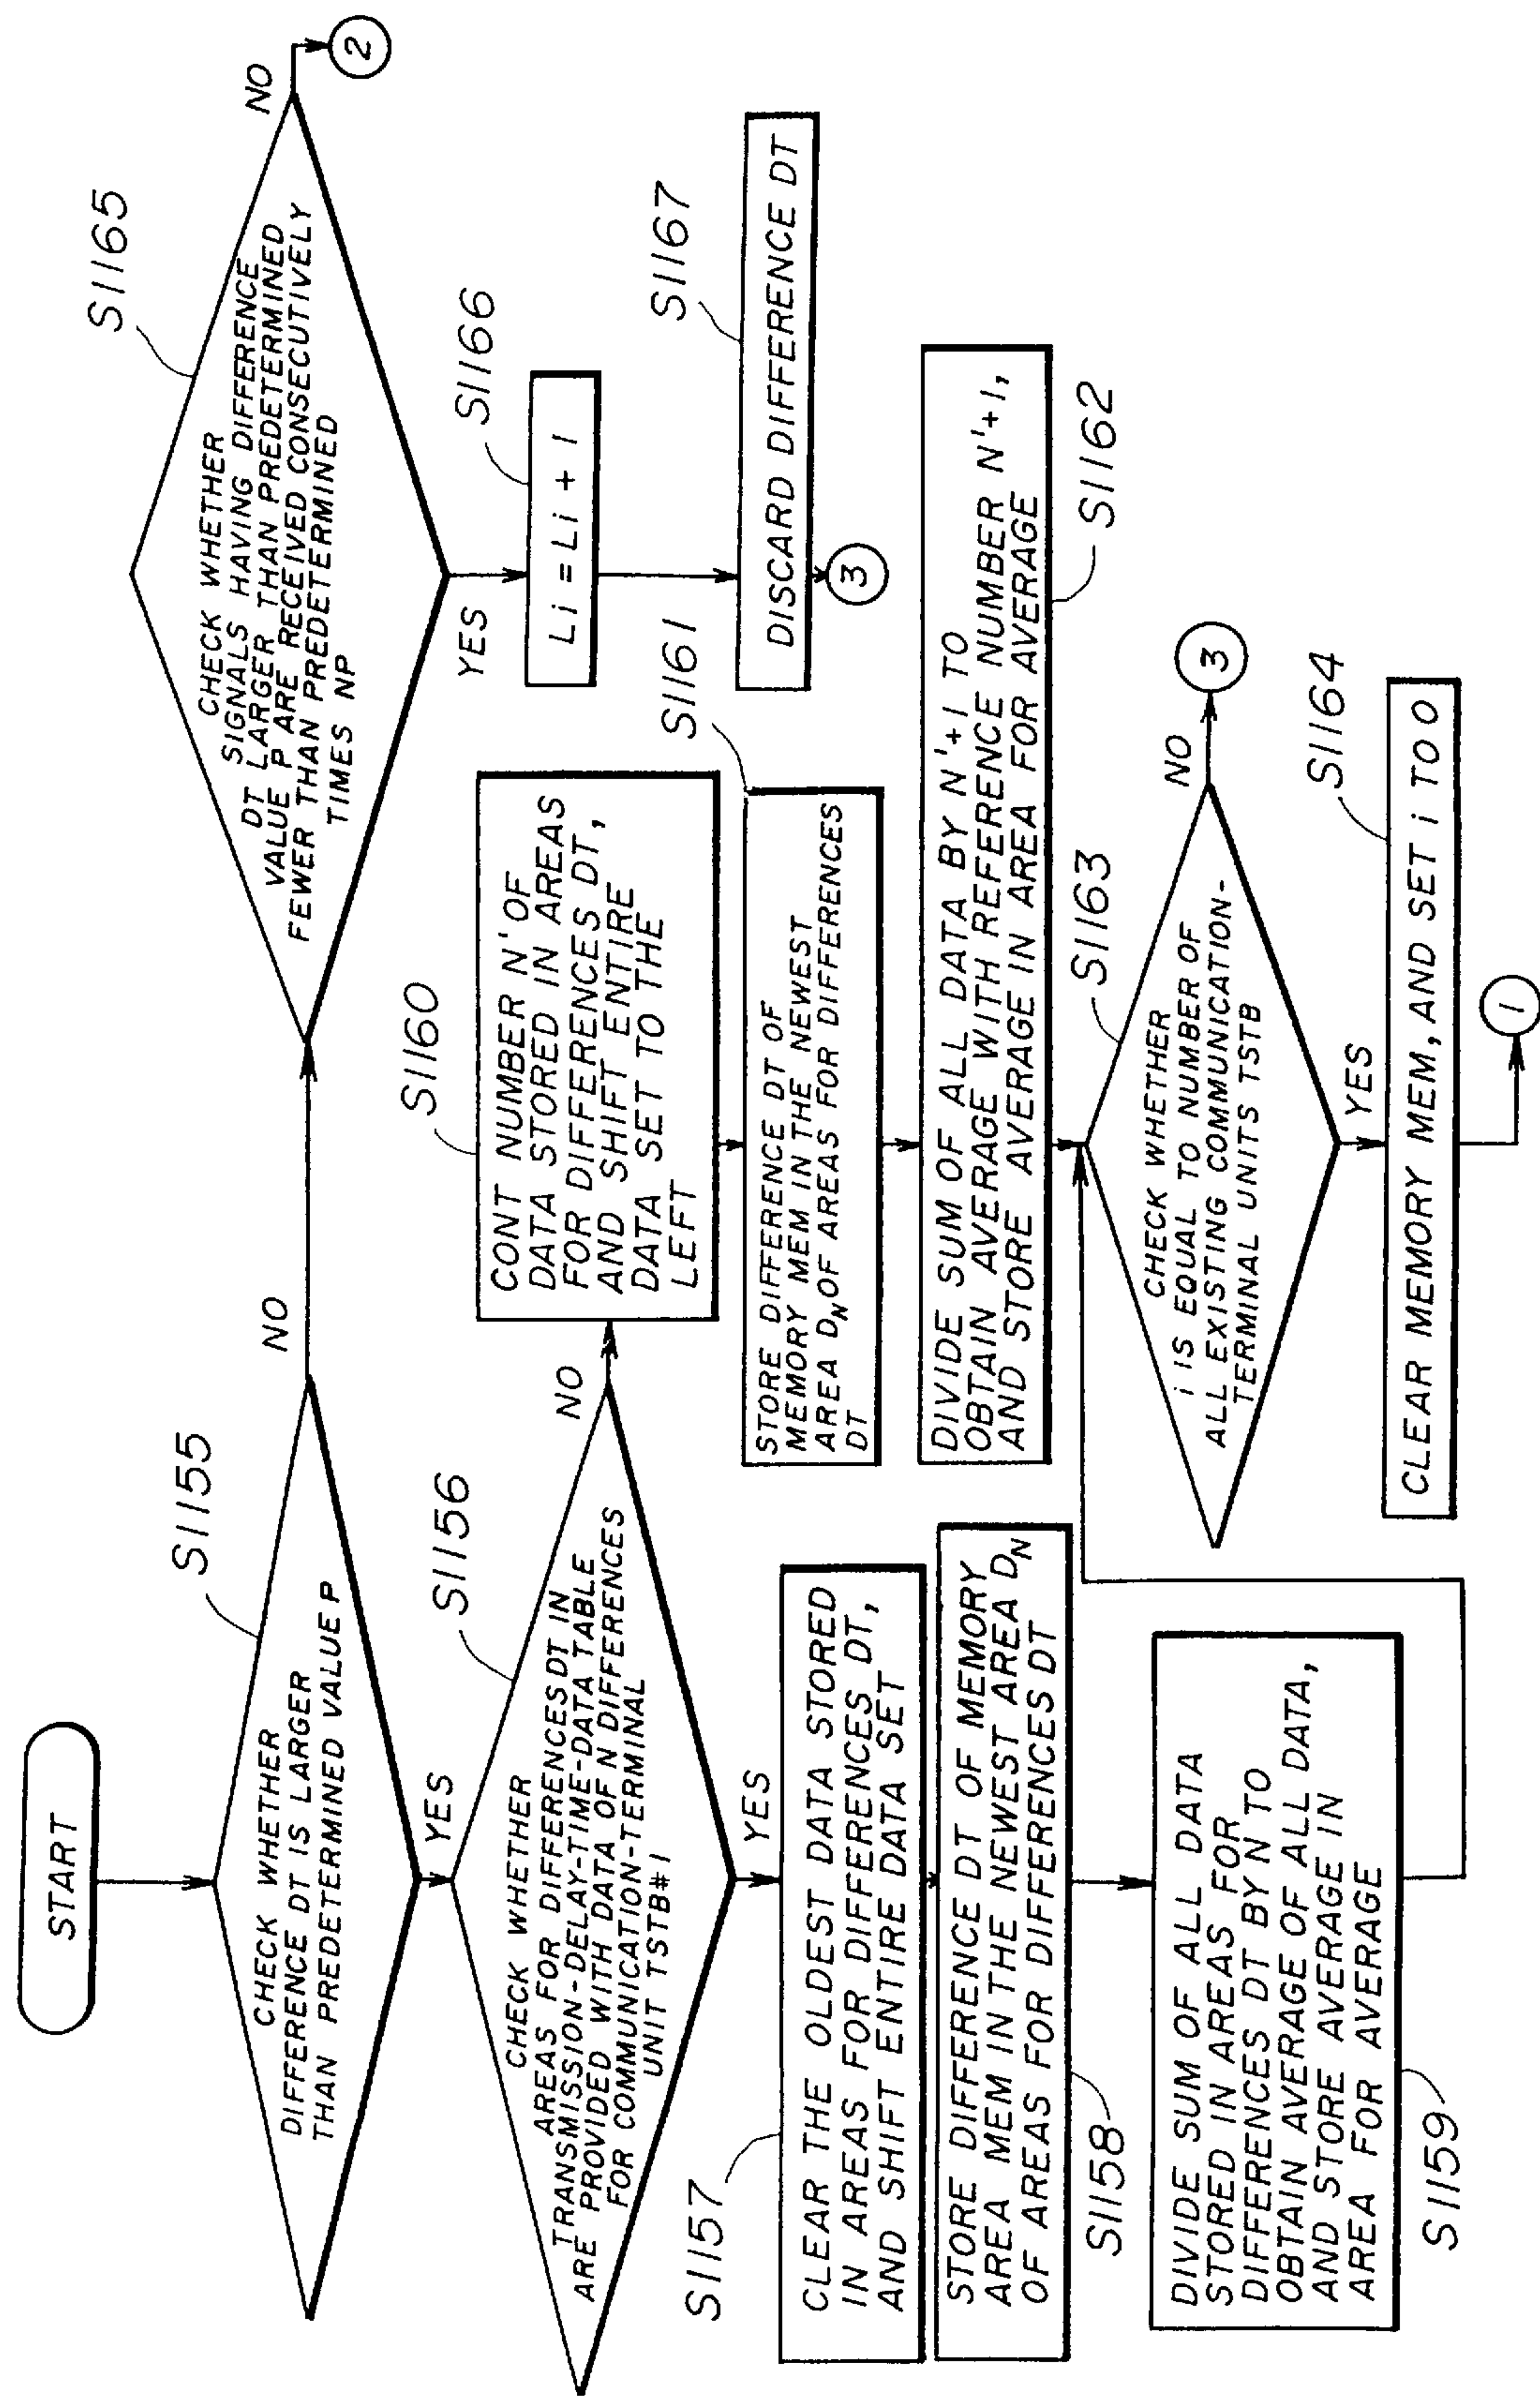 START
S1155
CHECK WHETHER
DIFFERENCE DT IS LARGER
THAN PREDETERMINED VALUE P
NO
YES
S1156
CHECK WHETHER
AREAS FOR DIFFERENCES DT IN
TRANSMISSION-DELAY-TIME-DATA TABLE
ARE PROVIDED WITH DATA OF N DIFFERENCES
FOR COMMUNICATION-TERMINAL
UNIT TSTB#1
NO
YES
S1157
CLEAR THE OLDEST DATA STORED
IN AREAS FOR DIFFERENCES DT,
AND SHIFT ENTIRE DATA SET
STORE DIFFERENCE DT OF MEMORY
AREA MEM IN THE NEWEST AREA DN
OF AREAS FOR DIFFERENCES DT
S1158
DIVIDE SUM OF ALL DATA
STORED IN AREAS FOR
DIFFERENCES DT BY N TO
OBTAIN AVERAGE OF ALL DATA,
AND STORE AVERAGE IN
AREA FOR AVERAGE
S1159
S1160
CONT NUMBER N' OF
DATA STORED IN AREAS
FOR DIFFERENCES DT,
AND SHIFT ENTIRE
DATA SET TO THE
LEFT
S1161
STORE DIFFERENCE DT OF
MEMORY MEM IN THE NEWEST
AREA DN OF AREAS FOR DIFFERENCES
DT
DIVIDE SUM OF ALL DATA BY N'+1 TO
OBTAIN AVERAGE WITH REFERENCE NUMBER N'+1,
AND STORE AVERAGE IN AREA FOR AVERAGE
S1162
S1163
CHECK WHETHER
i IS EQUAL TO NUMBER OF
ALL EXISTING COMMUNICATION-
TERMINAL UNITS TSTB
NO
3
YES
S1164
CLEAR MEMORY MEM, AND SET i TO 0
1
S1165
CHECK WHETHER
SIGNALS HAVING DIFFERENCE
DT LARGER THAN PREDETERMINED
VALUE P ARE RECEIVED CONSECUTIVELY
FEWER THAN PREDETERMINED
TIMES NP
NO
2
YES
S1166
Li = Li + 1
S1167
DISCARD DIFFERENCE DT
3